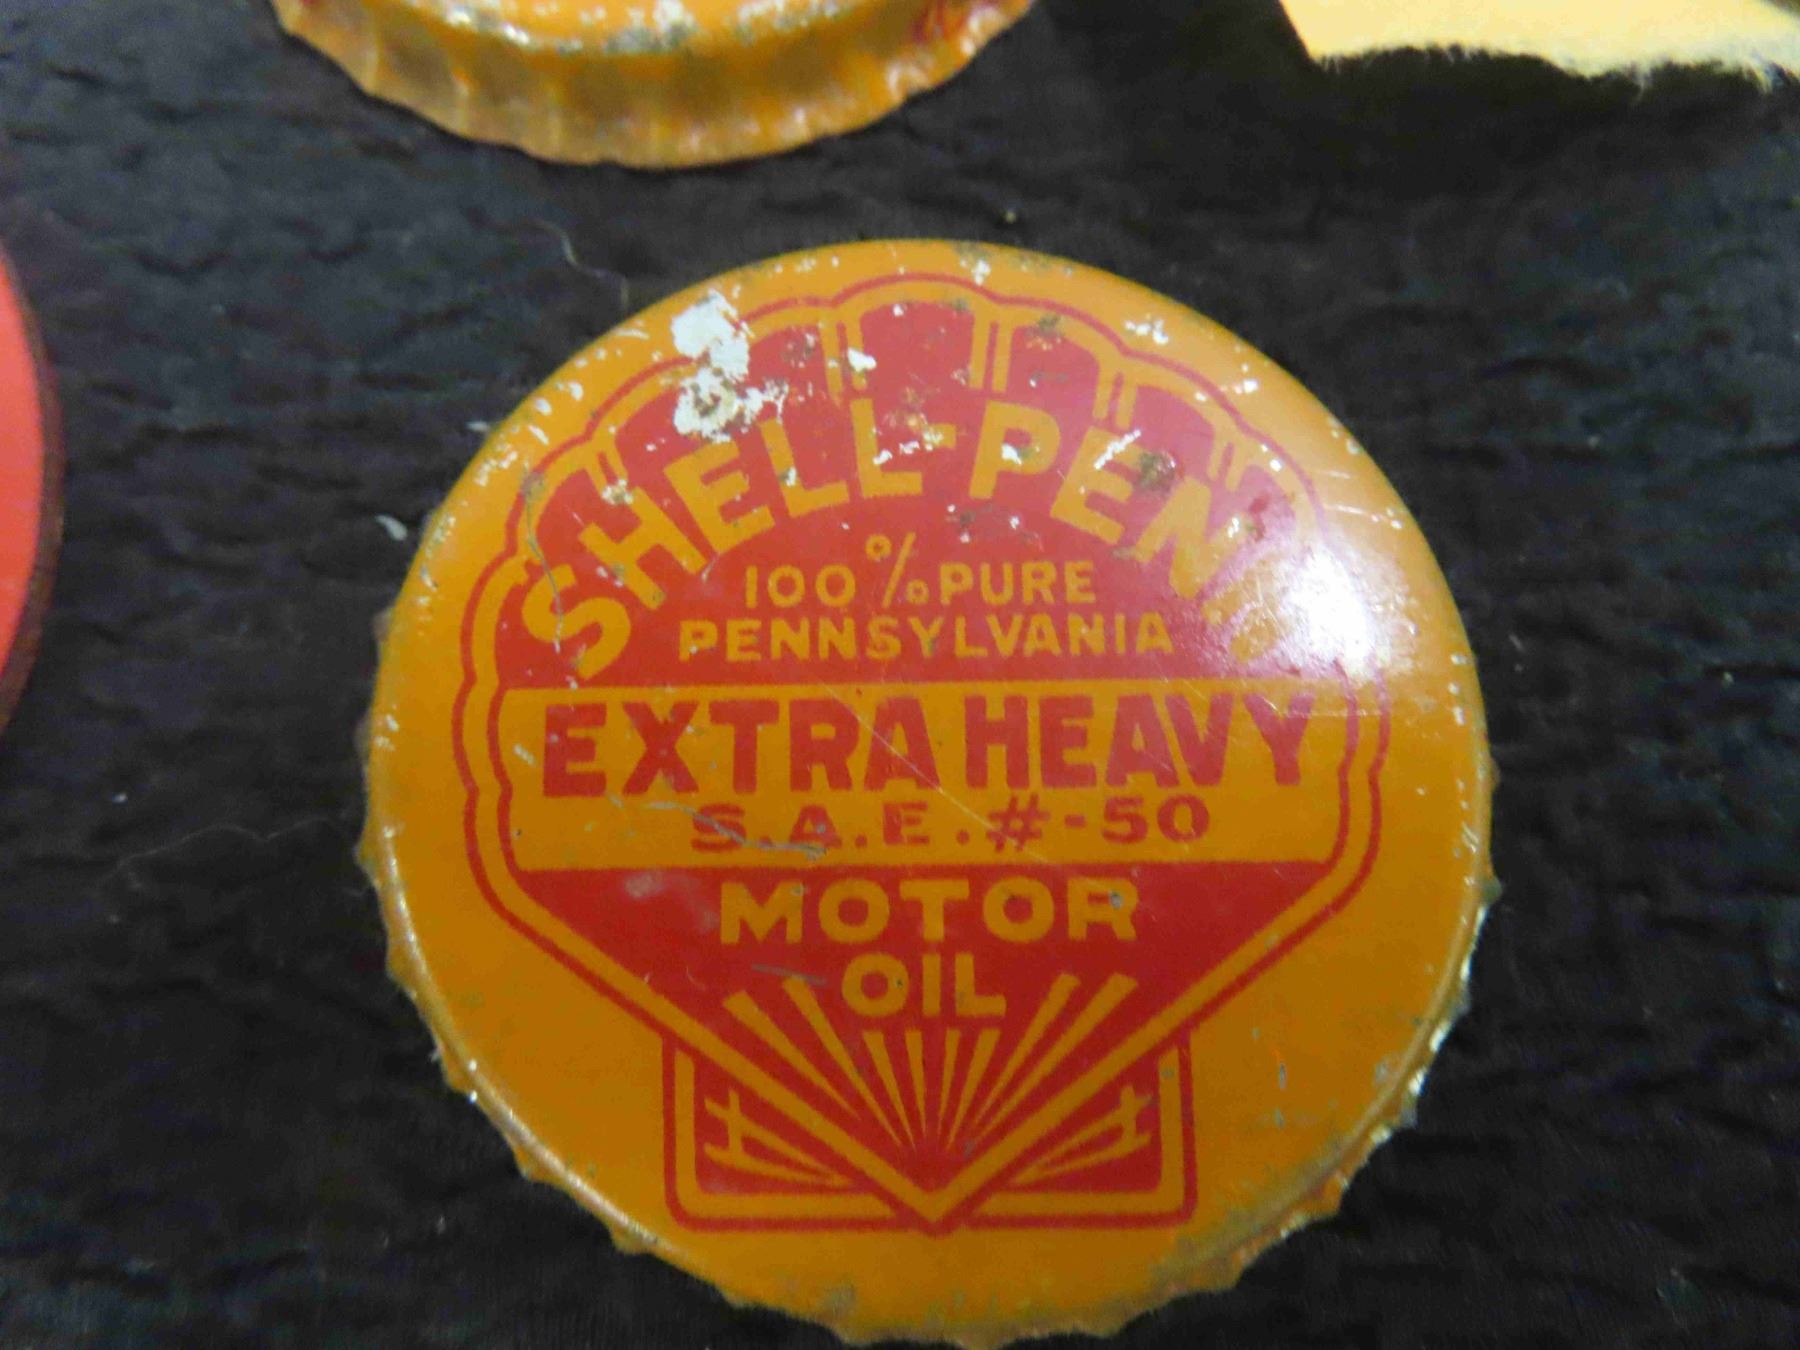 SHELL-PENN
100%PURE
PENNSYLVANIA
EXTRA HEAVY
S.A.E.#-50
MOTOR
OIL